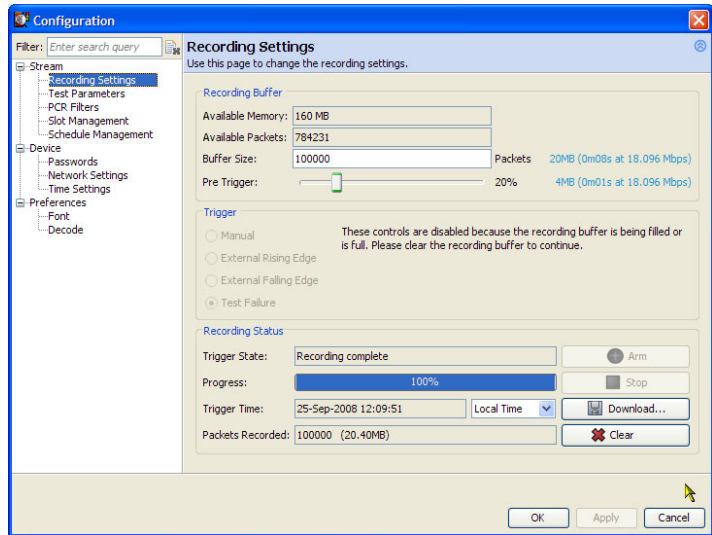 Configuration
Filter: Enter search query
Stream
Recording Settings
Test Parameters
PCR Filters
Slot Management
Schedule Management
Device
Passwords
Network Settings
Time Settings
Preferences
Font
Decode
Recording Settings
Use this page to change the recording settings.
Recording Buffer
Available Memory: 160 MB
Available Packets: 784231
Buffer Size: 100000 Packets 20MB (0m08s at 18.096 Mbps)
Pre Trigger: 20% 4MB (0m01s at 18.096 Mbps)
Trigger
Manual
External Rising Edge
External Falling Edge
Test Failure
These controls are disabled because the recording buffer is being filled or
is full. Please clear the recording buffer to continue.
Recording Status
Trigger State: Recording complete Arm
Progress: 100% Stop
Trigger Time: 25-Sep-2008 12:09:51 Local Time Download...
Packets Recorded: 100000 (20.40MB) Clear
OK Apply Cancel